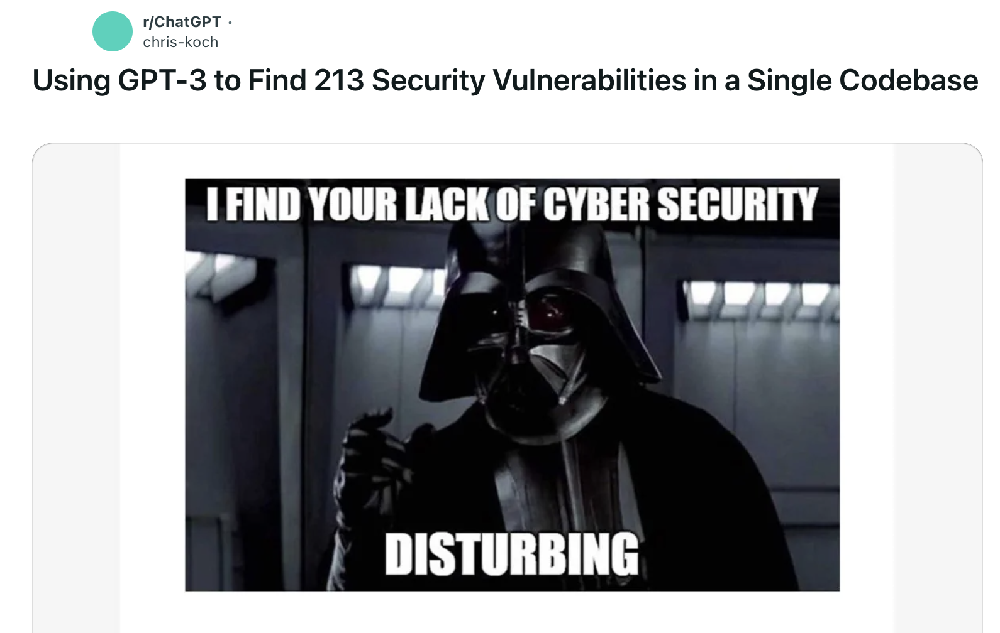 r/ChatGPT •
chris-koch
Using GPT-3 to Find 213 Security Vulnerabilities in a Single Codebase
I FIND YOUR LACK OF CYBER SECURITY
DISTURBING